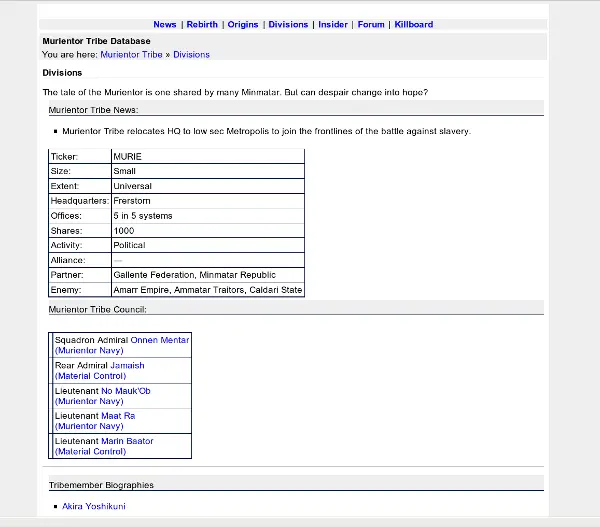 News | Rebirth | Origins | Divisions | Insider | Forum | Killboard
Murientor Tribe Database
You are here: Murientor Tribe » Divisions
Divisions
The tale of the Murientor is one shared by many Minmatar. But can despair change into hope?
Murientor Tribe News:
Murientor Tribe relocates HQ to low sec Metropolis to join the frontlines of the battle against slavery.
Ticker: MURIE
Size: Small
Extent: Universal
Headquarters: Frerstorn
Offices: 5 in 5 systems
Shares: 1000
Activity: Political
Alliance: —
Partner: Gallente Federation, Minmatar Republic
Enemy: Amarr Empire, Ammatar Traitors, Caldari State
Murientor Tribe Council:
Squadron Admiral Onnen Mentar
(Murientor Navy)
Rear Admiral Jamaish
(Material Control)
Lieutenant No Mauk'Ob
(Murientor Navy)
Lieutenant Maat Ra
(Murientor Navy)
Lieutenant Marin Baator
(Material Control)
Tribemember Biographies
Akira Yoshikuni